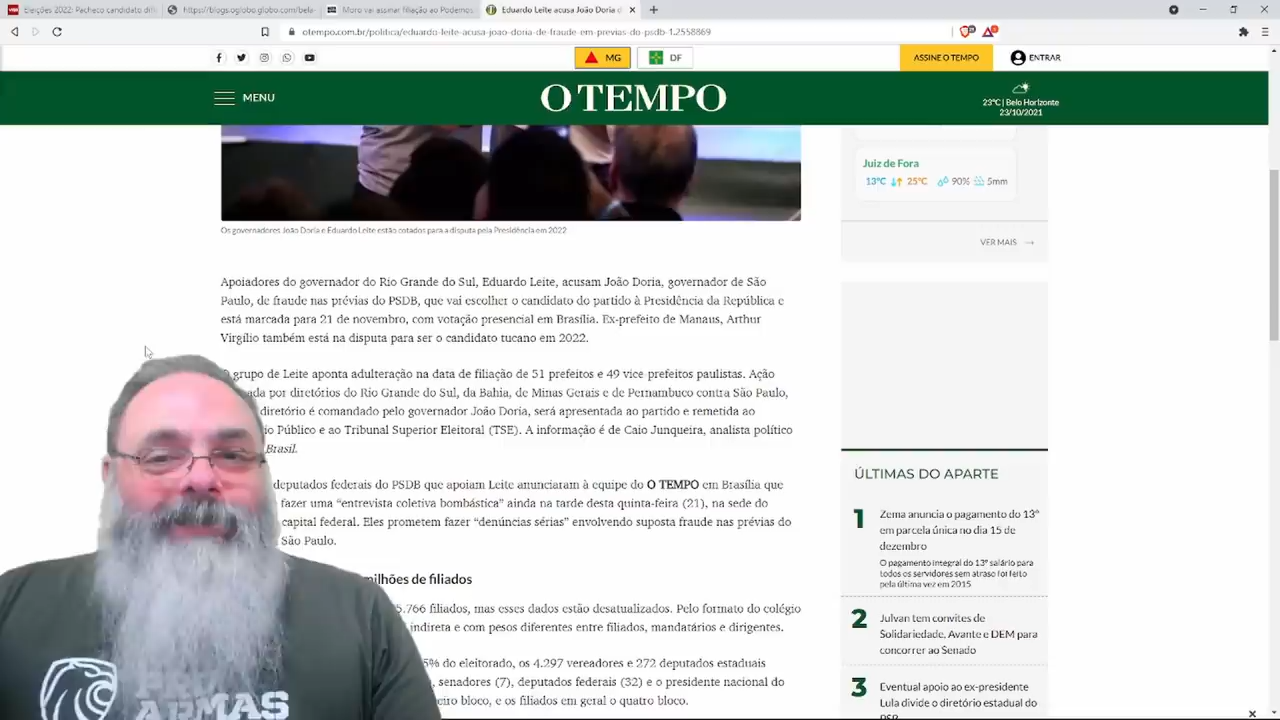 Eleições 2022: Pacheco candidato
https://blogs.oglobo.globo.com/bela-
Moro vai assinar filiação ao Podemos
Eduardo Leite acusa João Doria d
otempo.com.br/politica/eduardo-leite-acusa-joao-doria-de-fraude-em-previas-do-psdb-1.2558869
MG
DF
ASSINE O TEMPO
ENTRAR
MENU
O TEMPO
23°C | Belo Horizonte
23/10/2021
Os governadores João Doria e Eduardo Leite estão cotados para a disputa pela Presidência em 2022
Apoiadores do governador do Rio Grande do Sul, Eduardo Leite, acusam João Doria, governador de São
Paulo, de fraude nas prévias do PSDB, que vai escolher o candidato do partido à Presidência da República e
está marcada para 21 de novembro, com votação presencial em Brasília. Ex-prefeito de Manaus, Arthur
Virgílio também está na disputa para ser o candidato tucano em 2022.
grupo de Leite aponta adulteração na data de filiação de 51 prefeitos e 49 vice prefeitos paulistas. Ação
ada por diretórios do Rio Grande do Sul, da Bahia, de Minas Gerais e de Pernambuco contra São Paulo,
diretório é comandado pelo governador João Doria, será apresentada ao partido e remetida ao
io Público e ao Tribunal Superior Eleitoral (TSE). A informação é de Caio Junqueira, analista político
Brasil.
deputados federais do PSDB que apoiam Leite anunciaram à equipe do O TEMPO em Brasília que
fazer uma “entrevista coletiva bombástica” ainda na tarde desta quinta-feira (21), na sede do
capital federal. Eles prometem fazer “denúncias sérias” envolvendo suposta fraude nas prévias do
São Paulo.
milhões de filiados
5.766 filiados, mas esses dados estão desatualizados. Pelo formato do colégio
indireta e com pesos diferentes entre filiados, mandatários e dirigentes.
5% do eleitorado, os 4.297 vereadores e 272 deputados estaduais
, senadores (7), deputados federais (32) e o presidente nacional do
eiro bloco, e os filiados em geral o quatro bloco.
Juiz de Fora
13°C 25°C 90% 5mm
VER MAIS
ÚLTIMAS DO APARTE
1
Zema anuncia o pagamento do 13º
em parcela única no dia 15 de
dezembro
O pagamento integral do 13º salário para
todos os servidores sem atraso foi feito
pela última vez em 2015
2
Julvan tem convites de
Solidariedade, Avante e DEM para
concorrer ao Senado
3
Eventual apoio ao ex-presidente
Lula divide o diretório estadual do
PSB